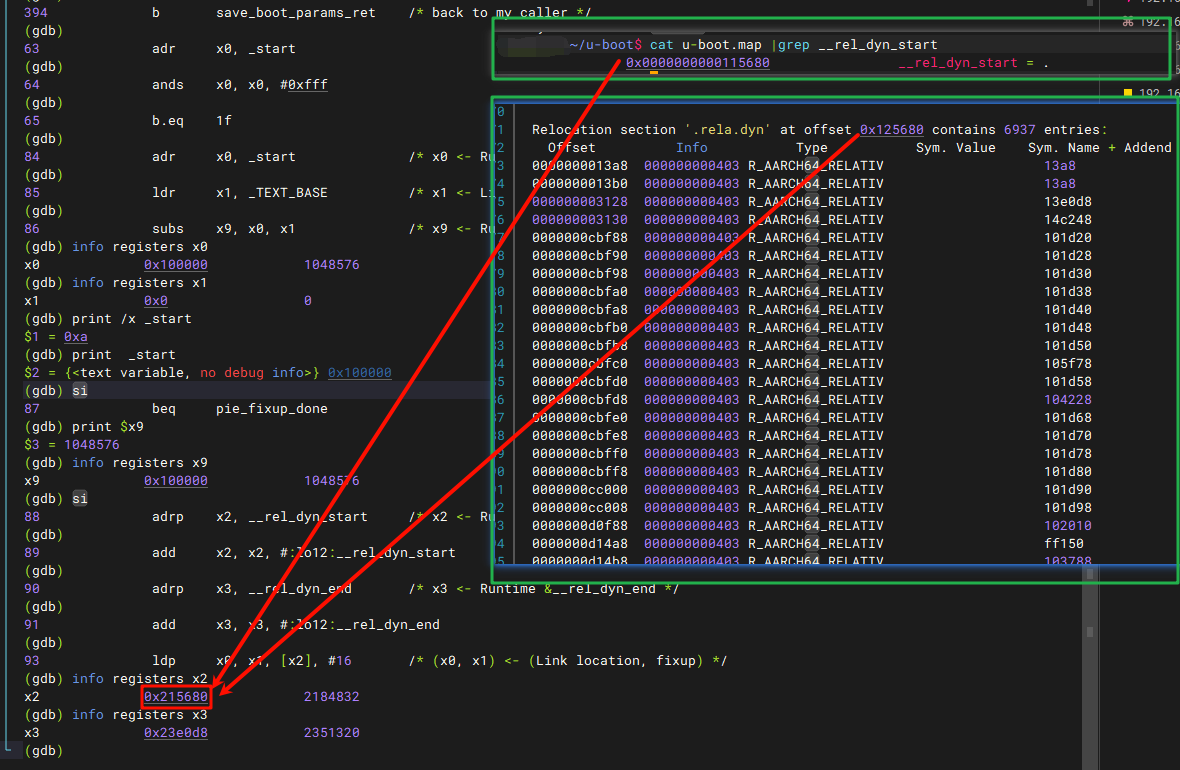 394 b save_boot_params_ret /* back to my caller */
(gdb)
63 adr x0, _start
(gdb)
64 ands x0, x0, #0xfff
(gdb)
65 b.eq 1f
(gdb)
84 adr x0, _start /* x0 <- Ru
(gdb)
85 ldr x1, _TEXT_BASE /* x1 <- Li
(gdb)
86 subs x9, x0, x1 /* x9 <- Ru
(gdb) info registers x0
x0 0x100000 1048576
(gdb) info registers x1
x1 0x0 0
(gdb) print /x _start
$1 = 0xa
(gdb) print _start
$2 = {<text variable, no debug info>} 0x100000
(gdb) si
87 beq pie_fixup_done
(gdb) print $x9
$3 = 1048576
(gdb) info registers x9
x9 0x100000 1048576
(gdb) si
88 adrp x2, __rel_dyn_start /* x2 <- Ru
(gdb)
89 add x2, x2, #:lo12:__rel_dyn_start
(gdb)
90 adrp x3, __rel_dyn_end /* x3 <- Runtime &__rel_dyn_end */
(gdb)
91 add x3, x3, #:lo12:__rel_dyn_end
(gdb)
93 ldp x0, x1, [x2], #16 /* (x0, x1) <- (Link location, fixup) */
(gdb) info registers x2
x2 0x215680 2184832
(gdb) info registers x3
x3 0x23e0d8 2351320
(gdb)
~/u-boot$ cat u-boot.map |grep __rel_dyn_start
0x0000000000115680 __rel_dyn_start = .
Relocation section '.rela.dyn' at offset 0x125680 contains 6937 entries:
Offset Info Type Sym. Value Sym. Name + Addend
0000000013a8 000000000403 R_AARCH64_RELATIV 13a8
0000000013b0 000000000403 R_AARCH64_RELATIV 13a8
000000003128 000000000403 R_AARCH64_RELATIV 13e0d8
000000003130 000000000403 R_AARCH64_RELATIV 14c248
0000000cbf88 000000000403 R_AARCH64_RELATIV 101d20
0000000cbf90 000000000403 R_AARCH64_RELATIV 101d28
0000000cbf98 000000000403 R_AARCH64_RELATIV 101d30
0000000cbfa0 000000000403 R_AARCH64_RELATIV 101d38
0000000cbfa8 000000000403 R_AARCH64_RELATIV 101d40
0000000cbfb0 000000000403 R_AARCH64_RELATIV 101d48
0000000cbfb8 000000000403 R_AARCH64_RELATIV 101d50
0000000cbfc0 000000000403 R_AARCH64_RELATIV 105f78
0000000cbfd0 000000000403 R_AARCH64_RELATIV 101d58
0000000cbfd8 000000000403 R_AARCH64_RELATIV 104228
0000000cbfe0 000000000403 R_AARCH64_RELATIV 101d68
0000000cbfe8 000000000403 R_AARCH64_RELATIV 101d70
0000000cbff0 000000000403 R_AARCH64_RELATIV 101d78
0000000cbff8 000000000403 R_AARCH64_RELATIV 101d80
0000000cc000 000000000403 R_AARCH64_RELATIV 101d90
0000000cc008 000000000403 R_AARCH64_RELATIV 101d98
0000000d0f88 000000000403 R_AARCH64_RELATIV 102010
0000000d14a8 000000000403 R_AARCH64_RELATIV ff150
0000000d14b8 000000000403 R_AARCH64_RELATIV 103788